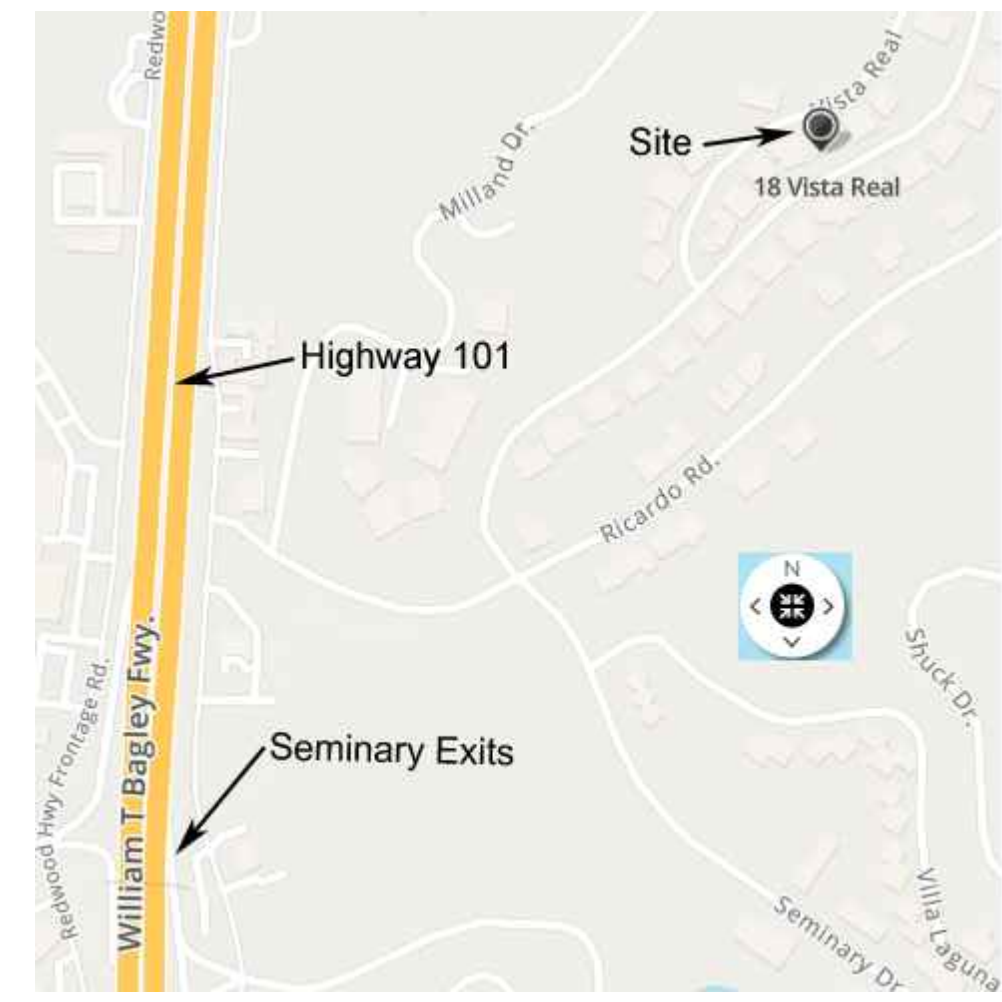 Redwo
Vista Real
Site
18 Vista Real
Milland Dr.
Highway 101
Ricardo Rd.
N
William T Bagley Fwy.
Redwood Hwy Frontage Rd.
Shuck Dr.
Seminary Exits
Seminary Dr
Villa Laguna